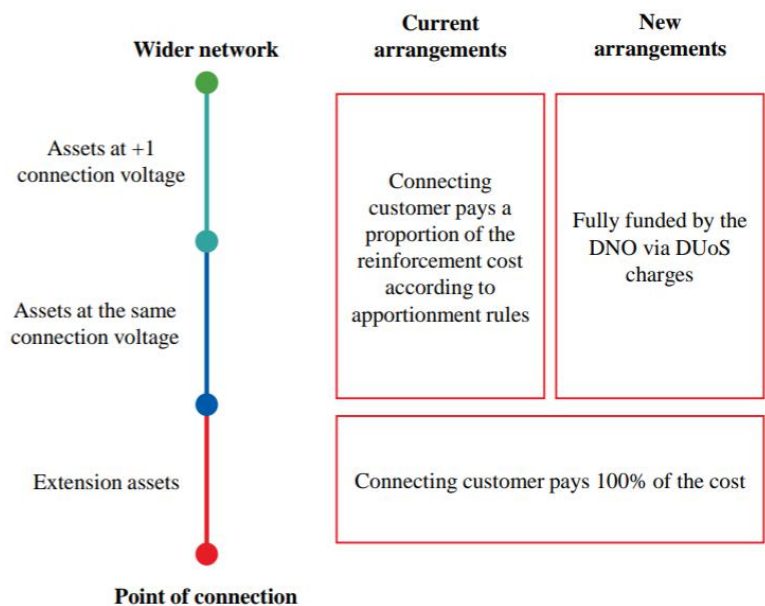 Wider network
Current
arrangements
New
arrangements
Assets at +1
connection voltage
Assets at the same
connection voltage
Connecting
customer pays a
proportion of the
reinforcement cost
according to
apportionment rules
Fully funded by the
DNO via DUoS
charges
Extension assets
Connecting customer pays 100% of the cost
Point of connection